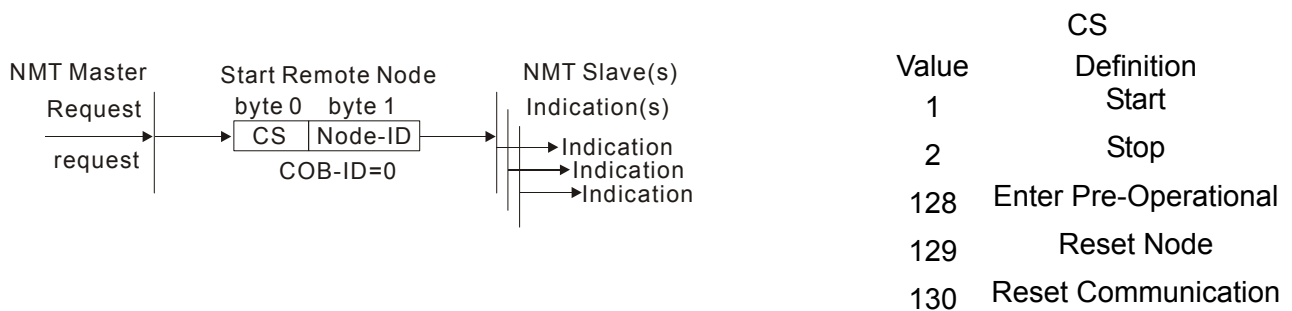 NMT Master Start Remote Node NMT Slave(s)
Request byte 0 byte 1 Indication(s)
request CS Node-ID Indication
COB-ID=0 Indication
Indication
CS
Value Definition
1 Start
2 Stop
128 Enter Pre-Operational
129 Reset Node
130 Reset Communication